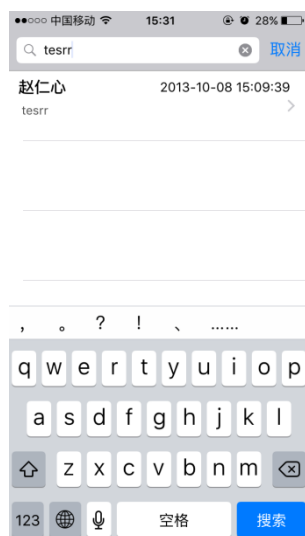 中国移动 15:31 28%
tesrr 取消
赵仁心 2013-10-08 15:09:39
tesrr
, 。 ? ! 、 ……
q w e r t y u i o p
a s d f g h j k l
z x c v b n m
123 空格 搜索